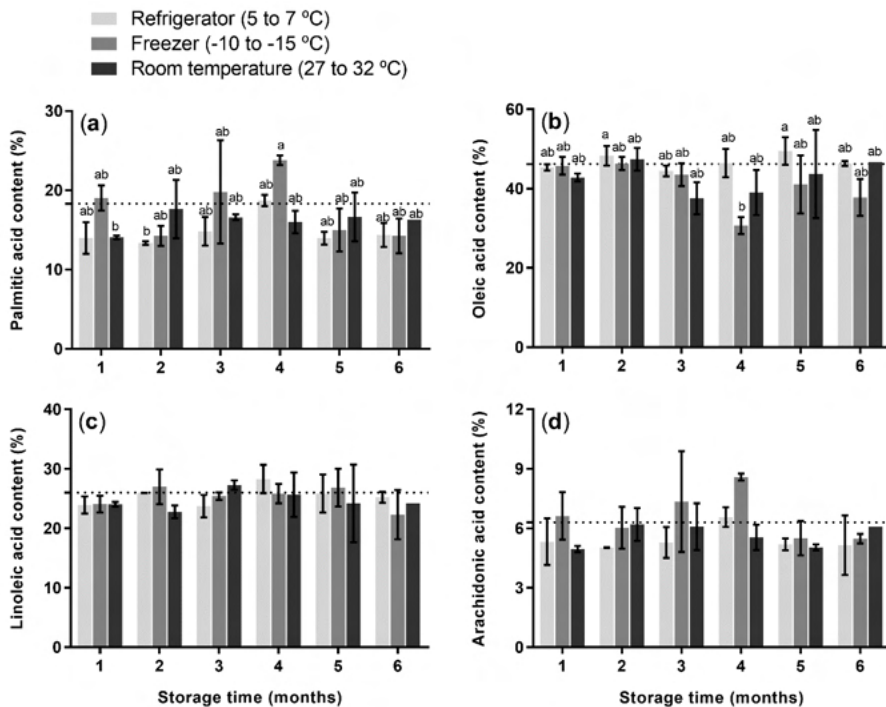 Refrigerator (5 to 7 ºC)
Freezer (-10 to -15 ºC)
Room temperature (27 to 32 ºC)
(a)
Palmitic acid content (%)
30
20
10
0
ab ab b
b ab ab
ab ab ab
ab a ab
ab ab ab
ab ab ab
1 2 3 4 5 6
(b)
Oleic acid content (%)
60
40
20
0
ab ab ab
a ab ab
ab ab ab
ab b ab
a ab ab
ab ab ab
1 2 3 4 5 6
(c)
Linoleic acid content (%)
40
30
20
10
0
1 2 3 4 5 6
Storage time (months)
(d)
Arachidonic acid content (%)
12
9
6
3
0
1 2 3 4 5 6
Storage time (months)